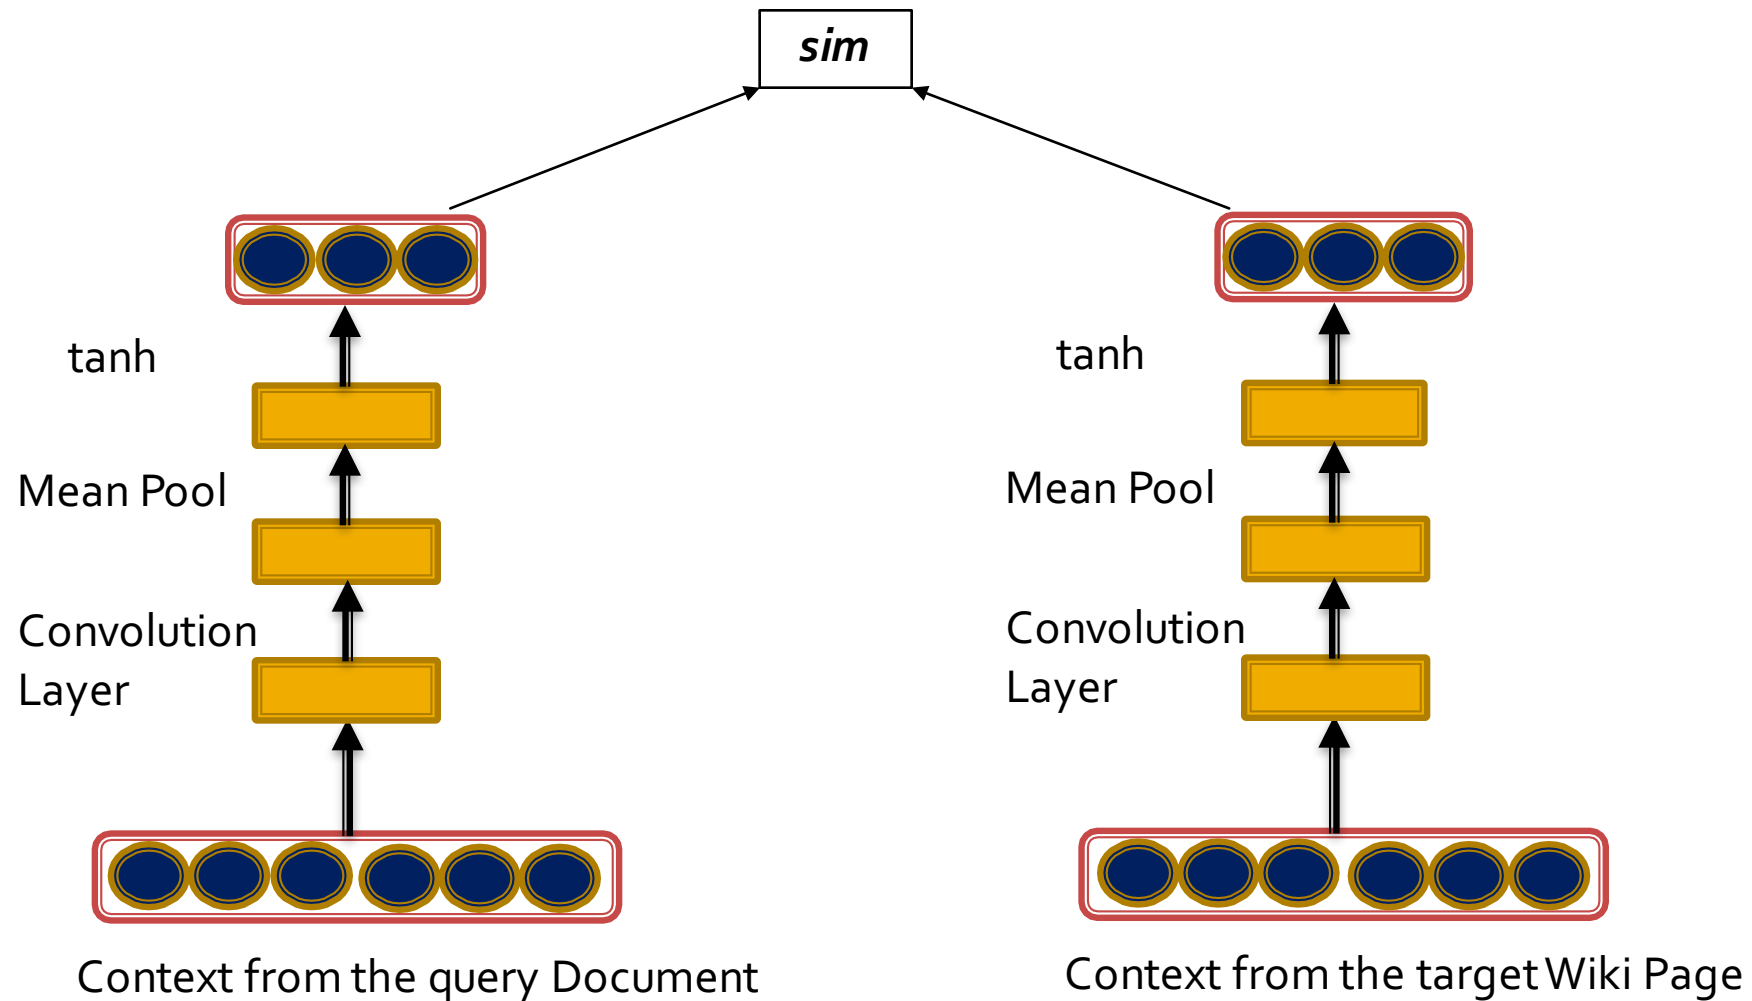 sim
tanh
Mean Pool
Convolution
Layer
Context from the query Document
tanh
Mean Pool
Convolution
Layer
Context from the target Wiki Page